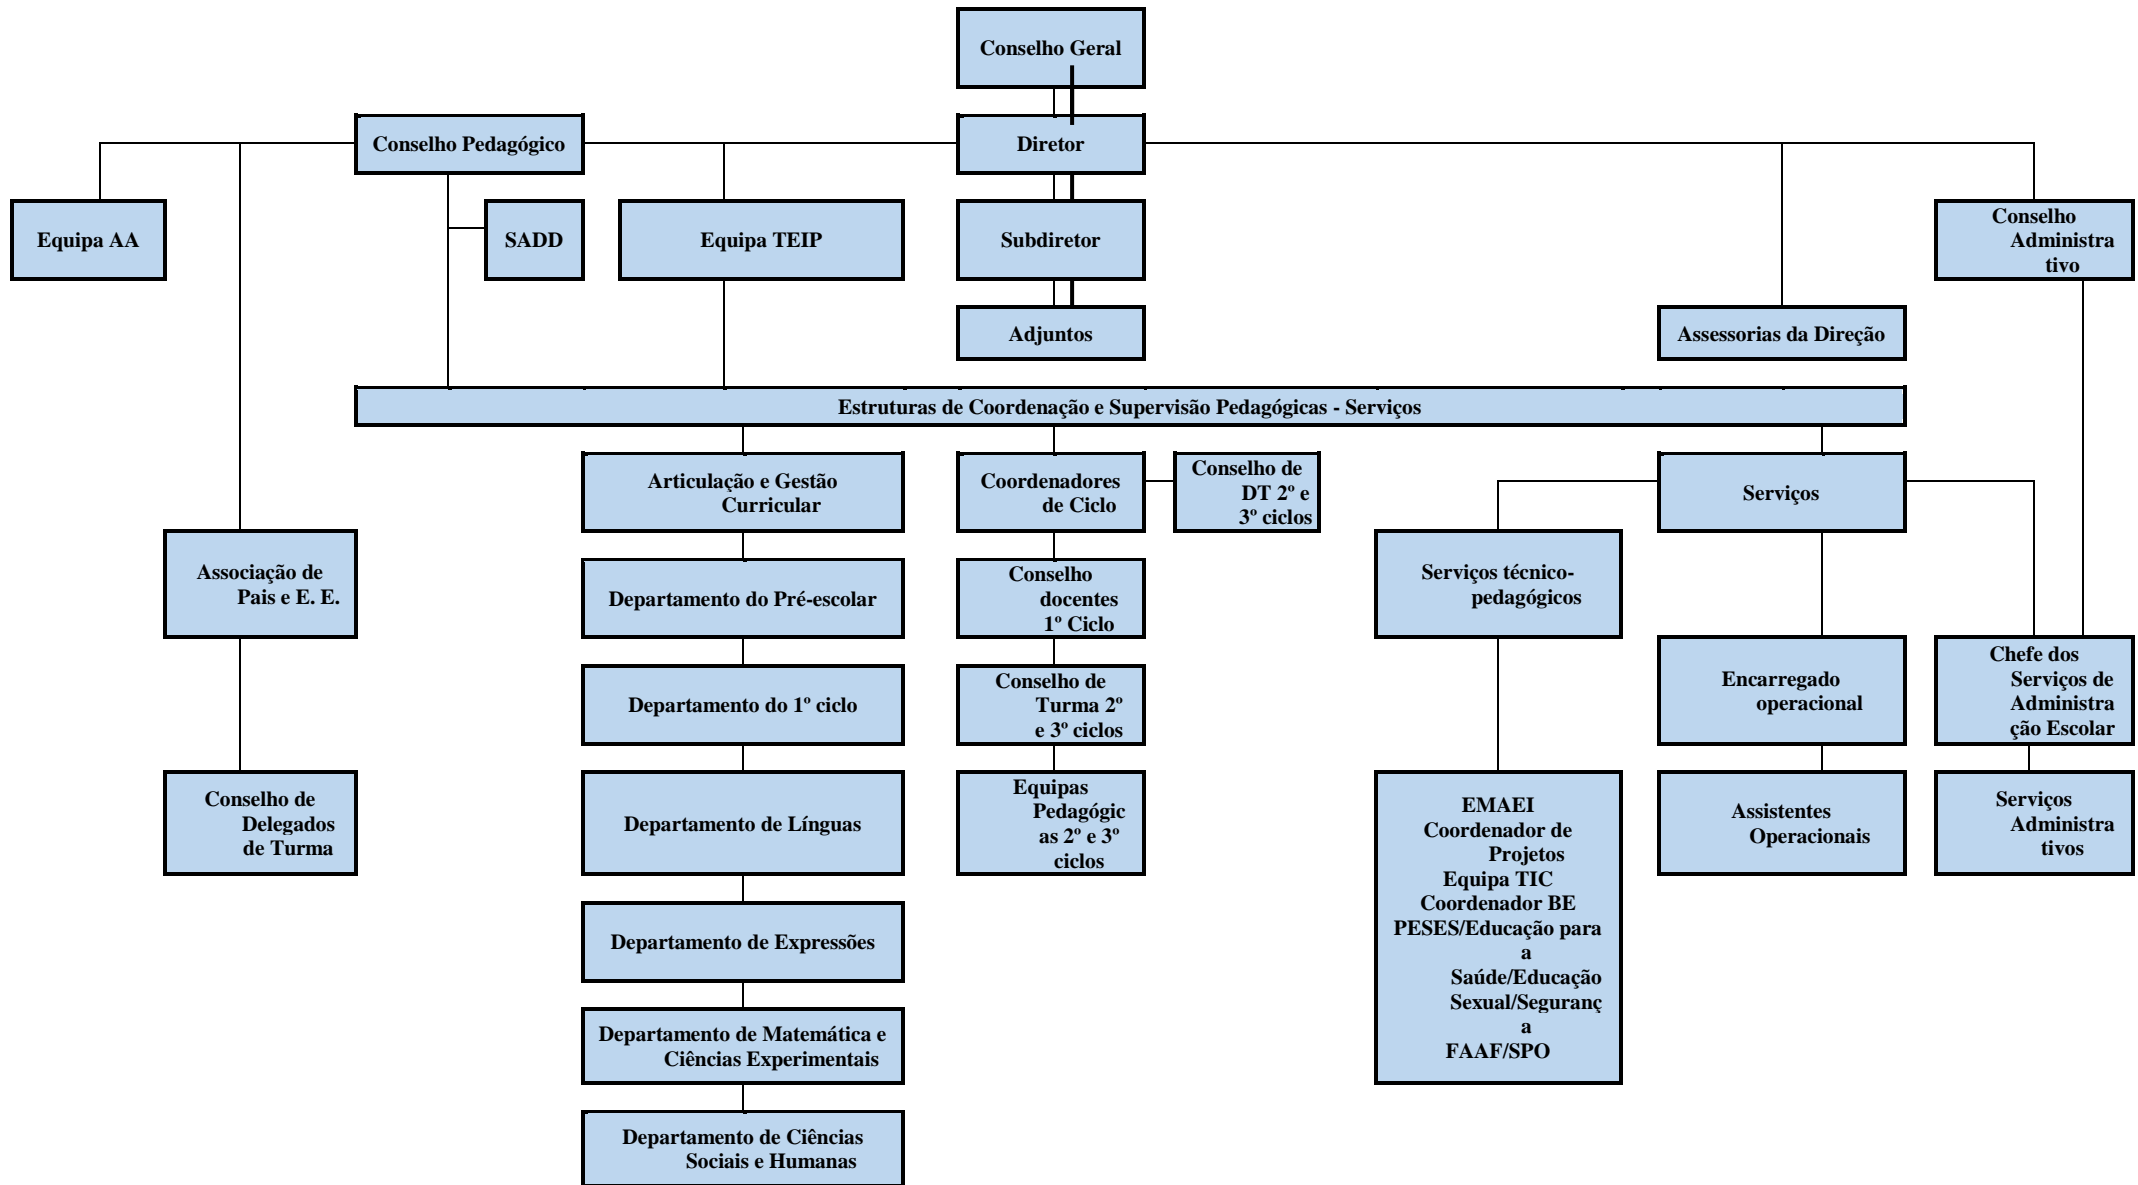 Conselho Geral
Conselho Pedagógico
Diretor
Equipa AA
SADD
Equipa TEIP
Subdiretor
Conselho
Administra
tivo
Adjuntos
Assessorias da Direção
Estruturas de Coordenação e Supervisão Pedagógicas - Serviços
Articulação e Gestão
Curricular
Coordenadores
de Ciclo
Conselho de
DT 2º e
3º ciclos
Serviços
Associação de
Pais e E. E.
Departamento do Pré-escolar
Conselho
docentes
1º Ciclo
Serviços técnico-
pedagógicos
Departamento do 1º ciclo
Conselho de
Turma 2º
e 3º ciclos
Encarregado
operacional
Chefe dos
Serviços de
Administra
ção Escolar
Conselho de
Delegados
de Turma
Departamento de Línguas
Equipas
Pedagógic
as 2º e 3º
ciclos
EMAEI
Coordenador de
Projetos
Equipa TIC
Coordenador BE
PESES/Educação para
a
Saúde/Educação
Sexual/Seguranç
a
FAAF/SPO
Assistentes
Operacionais
Serviços
Administra
tivos
Departamento de Expressões
Departamento de Matemática e
Ciências Experimentais
Departamento de Ciências
Sociais e Humanas